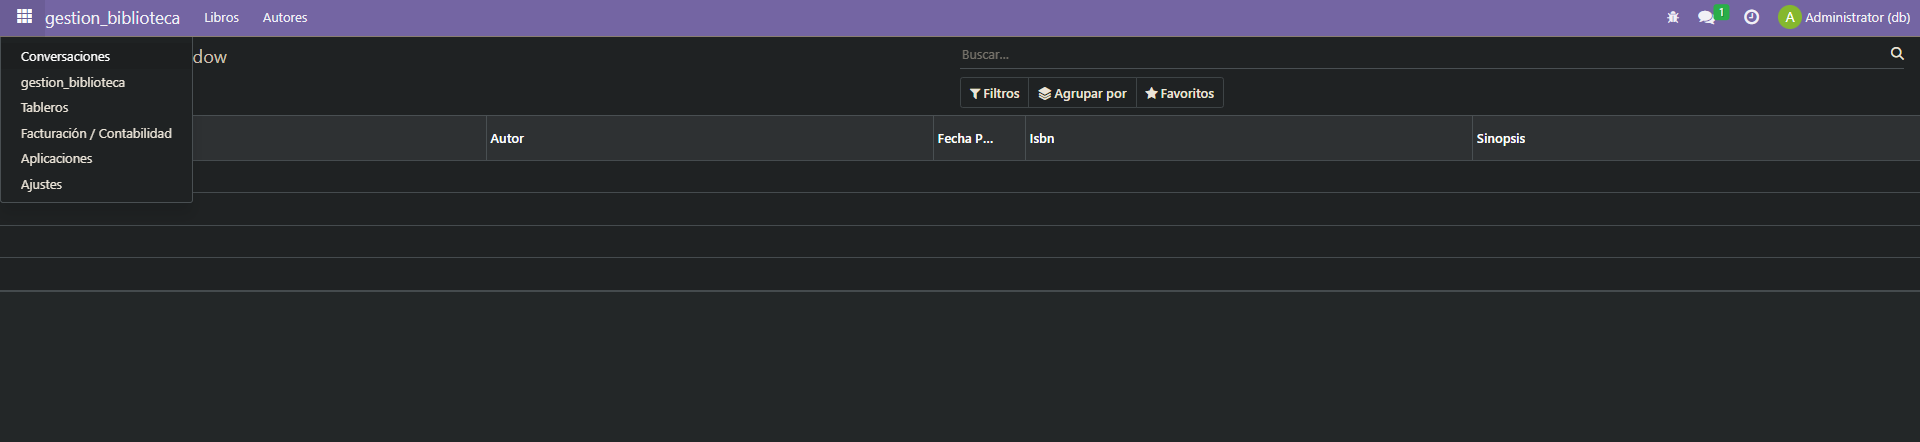 gestion_biblioteca Libros Autores 1 A Administrator (db)
Conversaciones
gestion_biblioteca
Tableros
Facturación / Contabilidad
Aplicaciones
Ajustes
dow
Buscar...
Filtros Agrupar por Favoritos
Autor Fecha P... Isbn Sinopsis